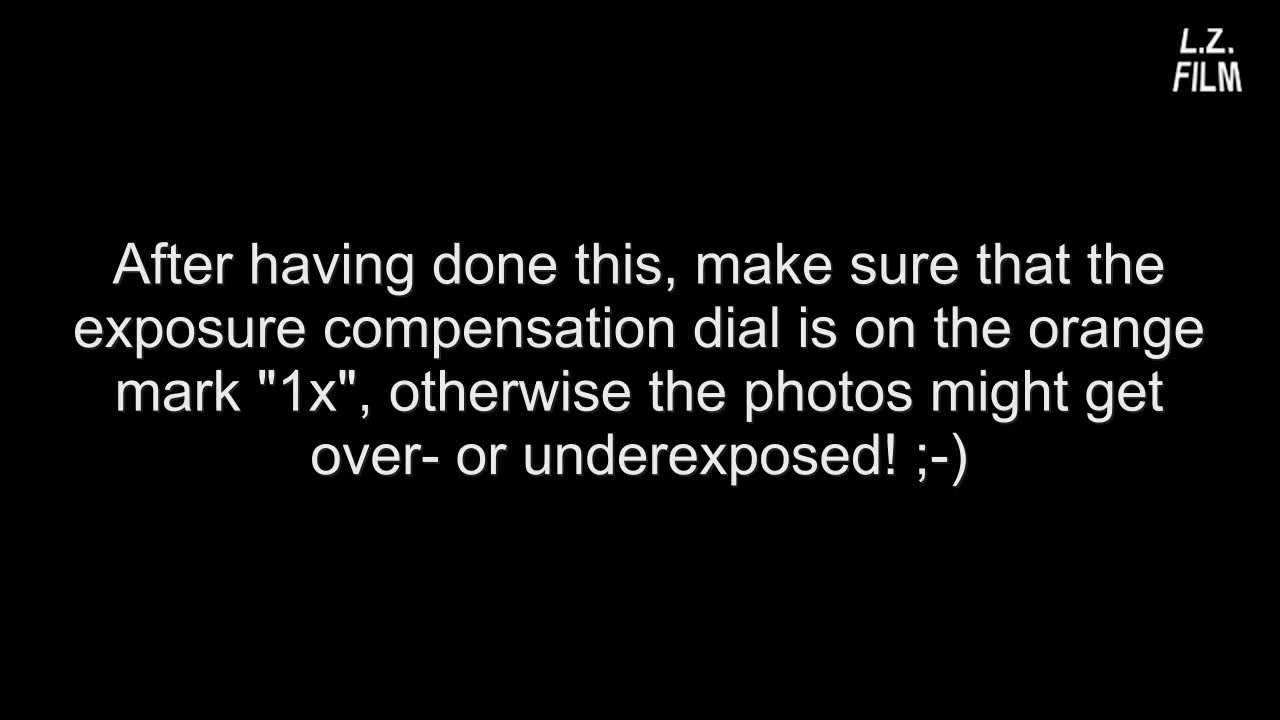 L.Z.
FILM
After having done this, make sure that the
exposure compensation dial is on the orange
mark "1x", otherwise the photos might get
over- or underexposed! ;-)